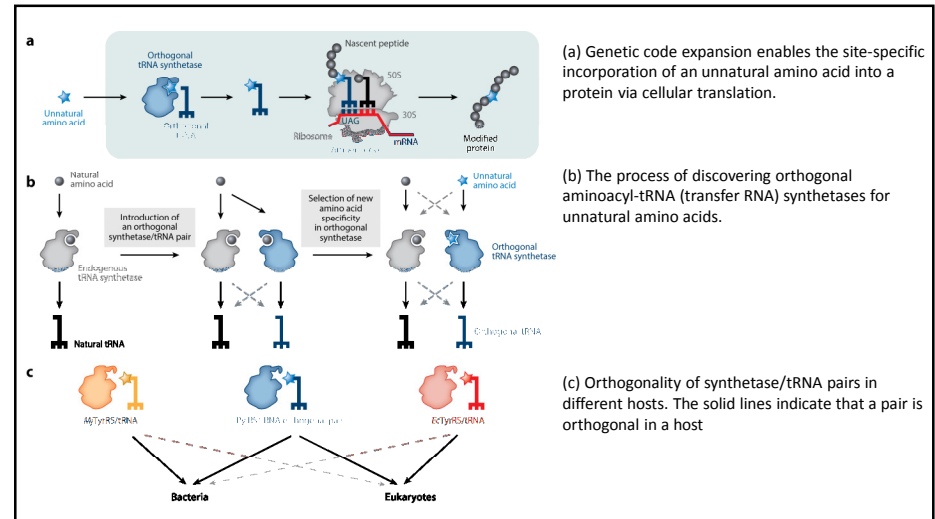 a
Orthogonal
tRNA synthetase
Nascent peptide
50S
30S
UAG
Unnatural
amino acid
Ribosome
mRNA
Modified
protein
(a) Genetic code expansion enables the site-specific
incorporation of an unnatural amino acid into a
protein via cellular translation.
b
Natural
amino acid
Introduction of
an orthogonal
synthetase/tRNA pair
Selection of new
amino acid
specificity
in orthogonal
synthetase
Unnatural
amino acid
Endogenous
tRNA synthetase
Orthogonal
tRNA synthetase
Natural tRNA
Orthogonal tRNA
(b) The process of discovering orthogonal
aminoacyl-tRNA (transfer RNA) synthetases for
unnatural amino acids.
c
MjTyrRS/tRNA
orthogonal pair
EcTyrRS/tRNA
Bacteria
Eukaryotes
(c) Orthogonality of synthetase/tRNA pairs in
different hosts. The solid lines indicate that a pair is
orthogonal in a host